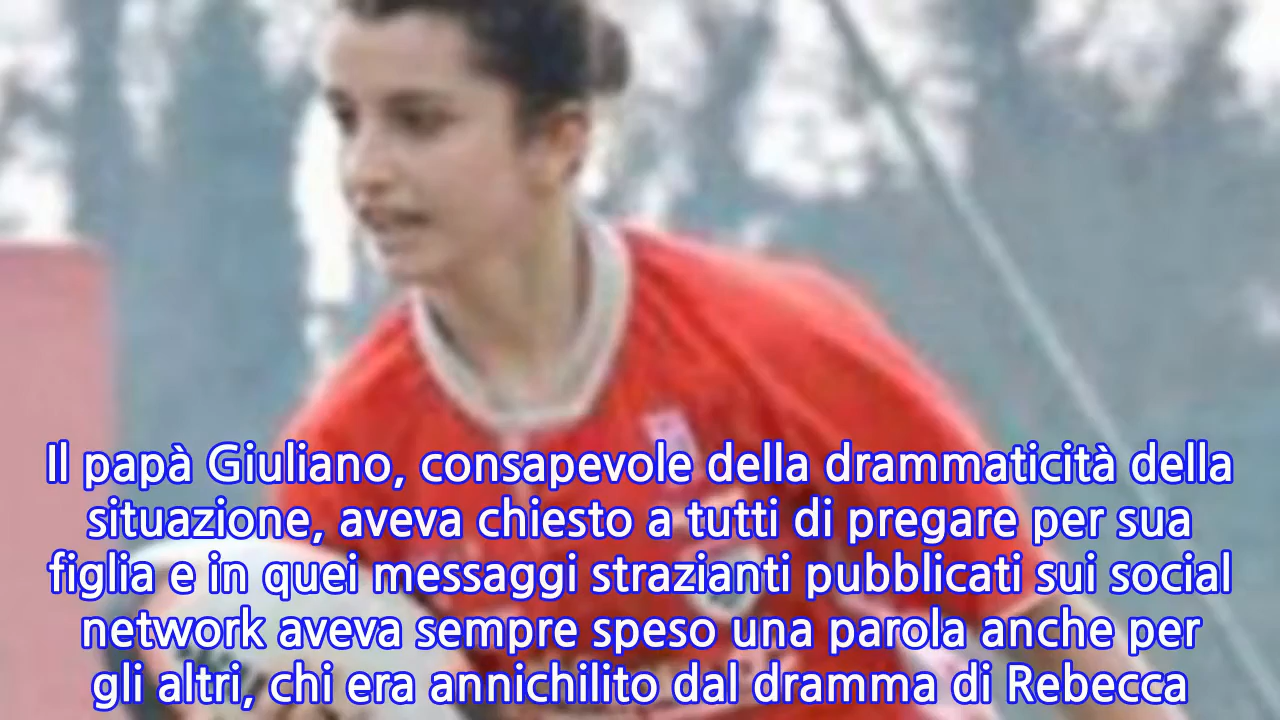 Il papà Giuliano, consapevole della drammaticità della
situazione, aveva chiesto a tutti di pregare per sua
figlia e in quei messaggi strazianti pubblicati sui social
network aveva sempre speso una parola anche per
gli altri, chi era annichilito dal dramma di Rebecca